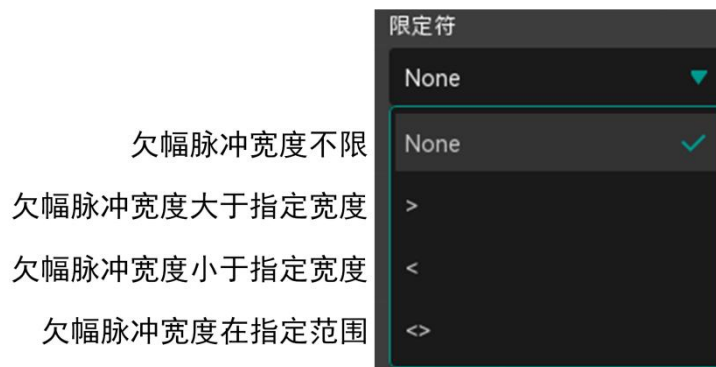 限定符
None
欠幅脉冲宽度不限 None
欠幅脉冲宽度大于指定宽度 >
欠幅脉冲宽度小于指定宽度 <
欠幅脉冲宽度在指定范围 <>